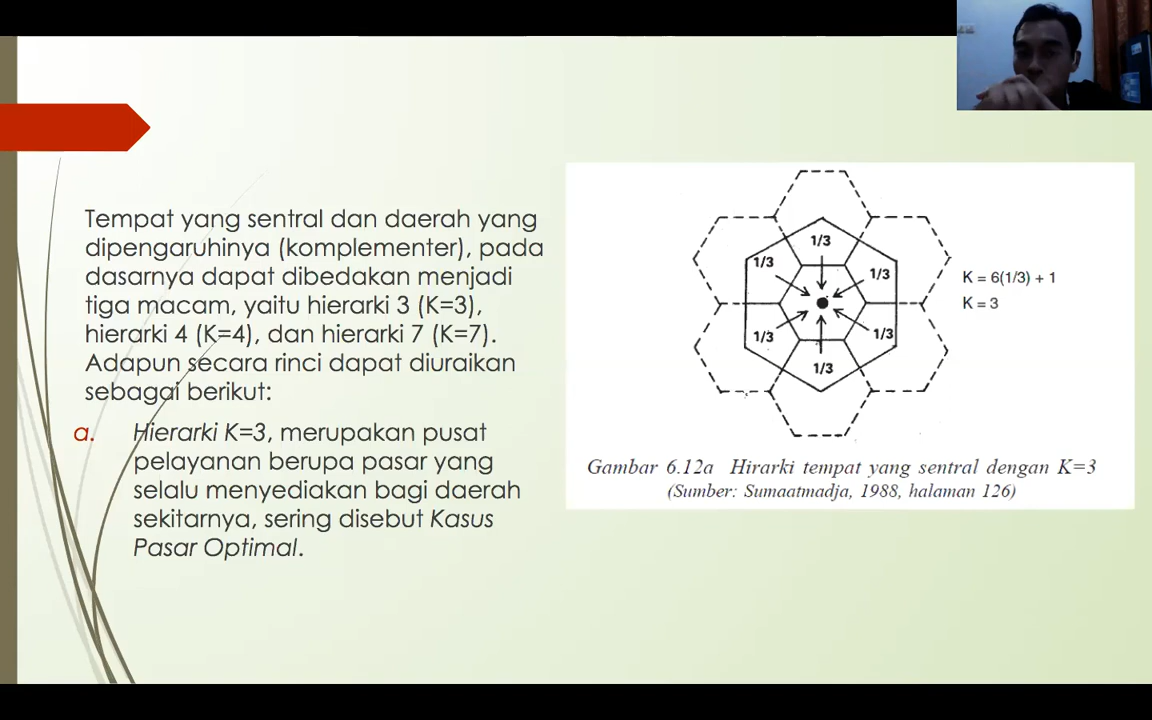 Tempat yang sentral dan daerah yang
dipengaruhinya (komplementer), pada
dasarnya dapat dibedakan menjadi
tiga macam, yaitu hierarki 3 (K=3),
hierarki 4 (K=4), dan hierarki 7 (K=7).
Adapun secara rinci dapat diuraikan
sebagai berikut:
a. Hierarki K=3, merupakan pusat
pelayanan berupa pasar yang
selalu menyediakan bagi daerah
sekitarnya, sering disebut Kasus
Pasar Optimal.
1/3
1/3
1/3
1/3
1/3
1/3
K = 6(1/3) + 1
K = 3
Gambar 6.12a Hirarki tempat yang sentral dengan K=3
(Sumber: Sumaatmadja, 1988, halaman 126)